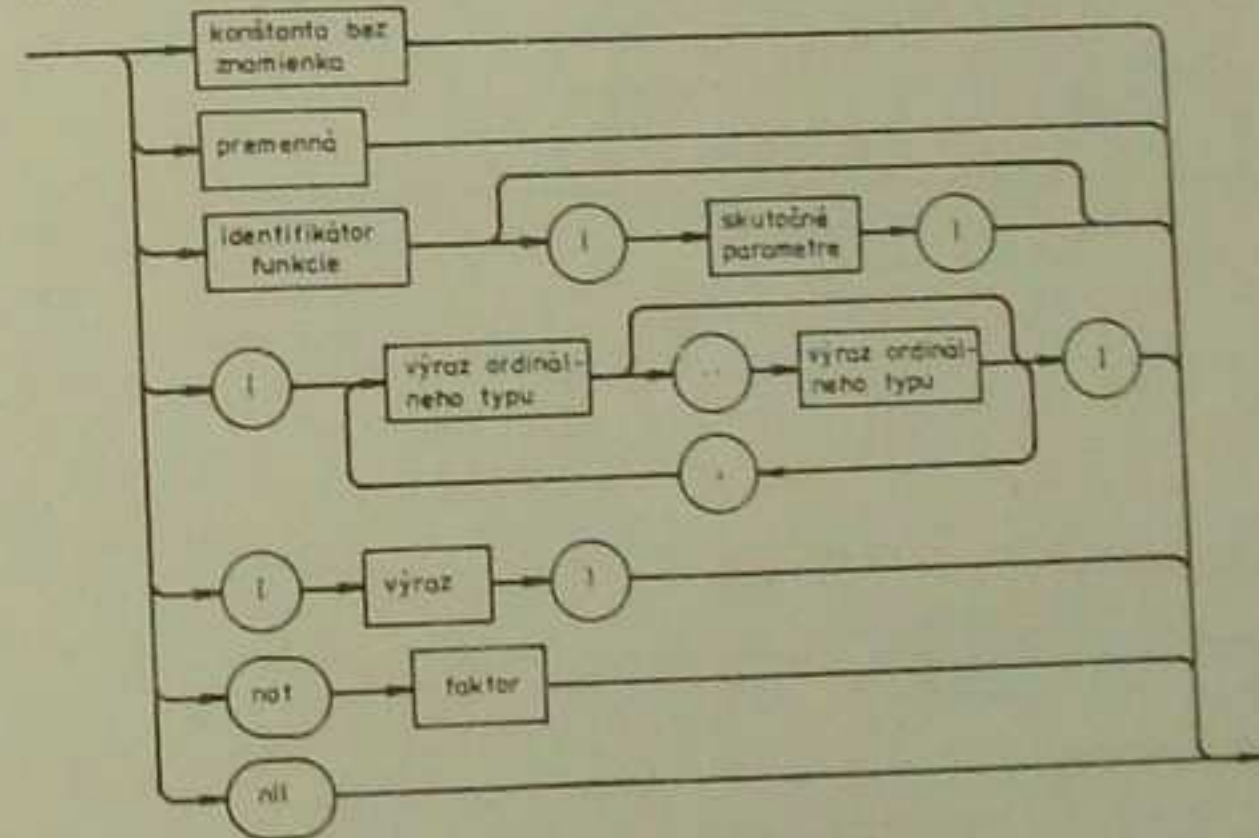 konštanta bez
znamienka
premenná
identifikátor
funkcie
(
skutočné
parametre
)
[
výraz ordinál-
neho typu
..
výraz ordinál-
neho typu
]
,
(
výraz
)
not
faktor
nil